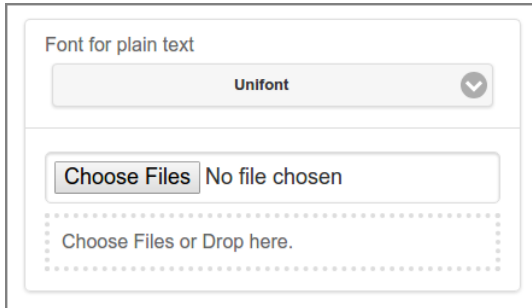 Font for plain text
Unifont
Choose Files No file chosen
Choose Files or Drop here.